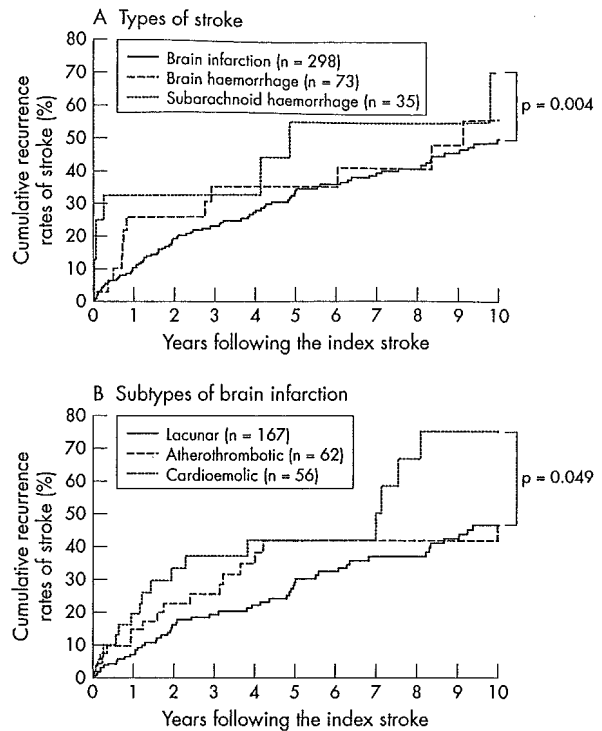 A Types of stroke
80
70
60
50
40
30
20
10
0
Cumulative recurrence
rates of stroke (%)
Brain infarction (n = 298)
Brain haemorrhage (n = 73)
Subarachnoid haemorrhage (n = 35)
p = 0.004
0 1 2 3 4 5 6 7 8 9 10
Years following the index stroke
B Subtypes of brain infarction
80
70
60
50
40
30
20
10
0
Cumulative recurrence
rates of stroke (%)
Lacunar (n = 167)
Atherothrombotic (n = 62)
Cardioemolic (n = 56)
p = 0.049
0 1 2 3 4 5 6 7 8 9 10
Years following the index stroke